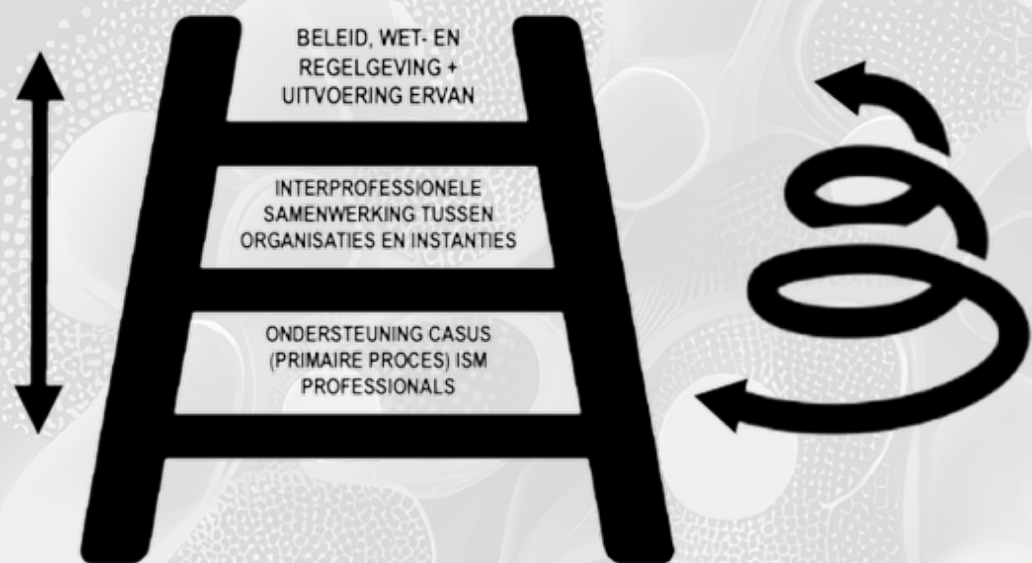 BELEID, WET- EN
REGELGEVING +
UITVOERING ERVAN
INTERPROFESSIONELE
SAMENWERKING TUSSEN
ORGANISATIES EN INSTANTIES
ONDERSTEUNING CASUS
(PRIMAIRE PROCES) ISM
PROFESSIONALS